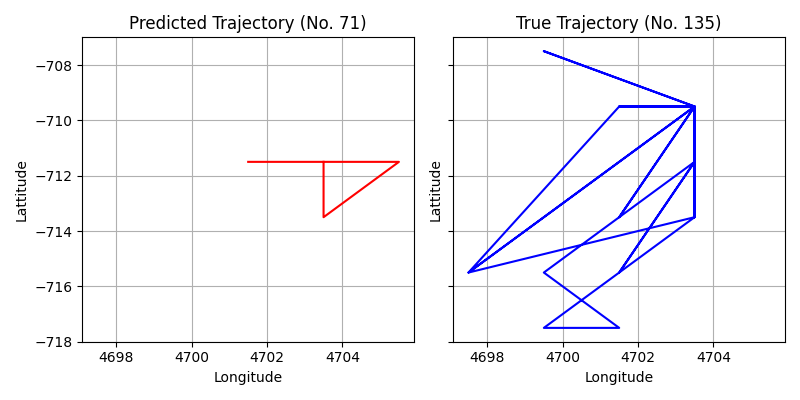 Predicted Trajectory (No. 71)
True Trajectory (No. 135)
−708
−710
−712
−714
−716
−718
Lattitude
Lattitude
4698 4700 4702 4704
4698 4700 4702 4704
Longitude
Longitude